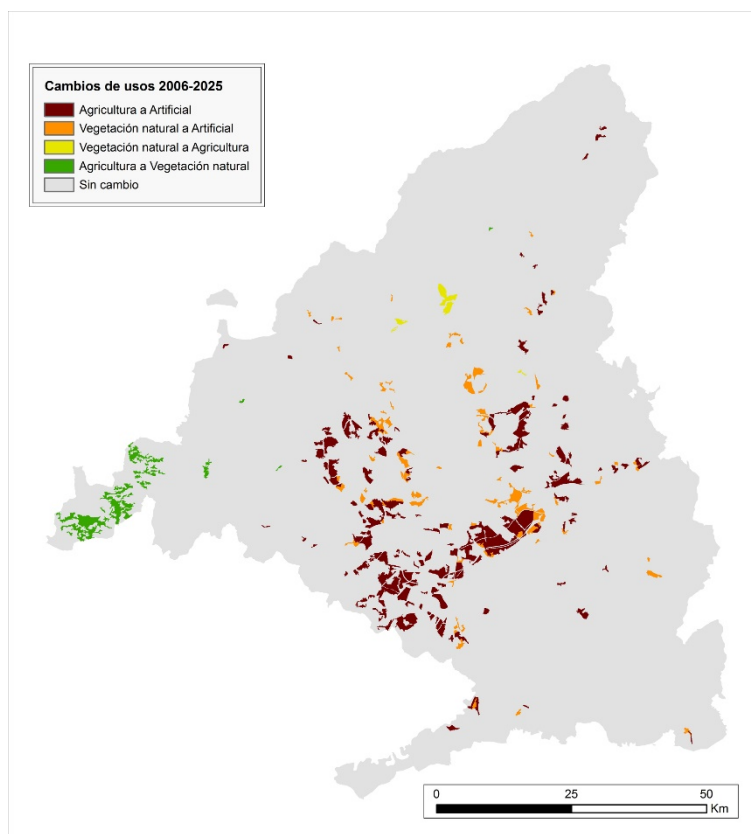 Cambios de usos 2006-2025
Agricultura a Artificial
Vegetación natural a Artificial
Vegetación natural a Agricultura
Agricultura a Vegetación natural
Sin cambio
0 25 50
Km